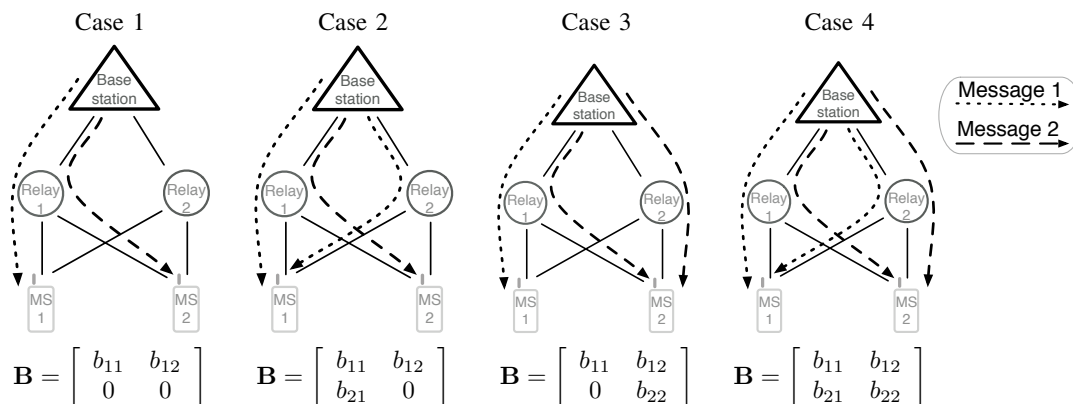 Case 1
Base
station
Relay
1
Relay
2
MS
1
MS
2
B = [ b11 b12
0 0 ]
Case 2
Base
station
Relay
1
Relay
2
MS
1
MS
2
B = [ b11 b12
b21 0 ]
Case 3
Base
station
Relay
1
Relay
2
MS
1
MS
2
B = [ b11 b12
0 b22 ]
Case 4
Base
station
Relay
1
Relay
2
MS
1
MS
2
B = [ b11 b12
b21 b22 ]
Message 1
Message 2